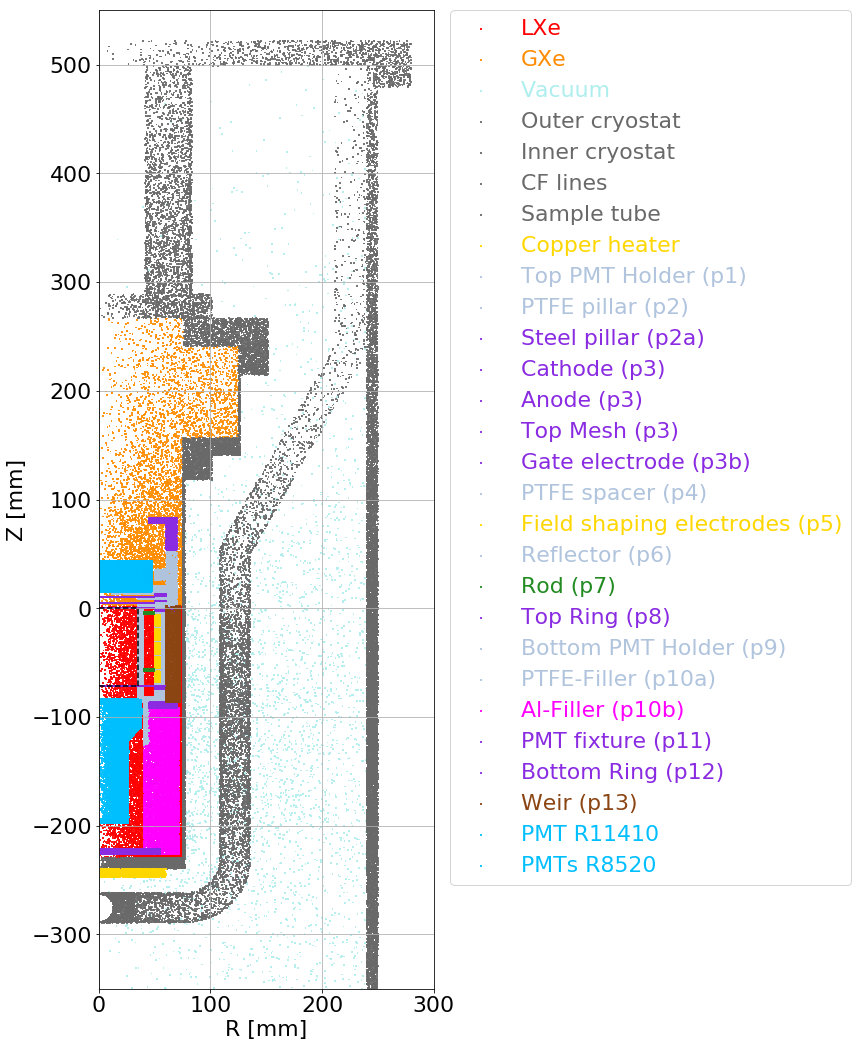 500
400
300
200
100
0
−100
−200
−300
Z [mm]
0 100 200 300
R [mm]
LXe
GXe
Vacuum
Outer cryostat
Inner cryostat
CF lines
Sample tube
Copper heater
Top PMT Holder (p1)
PTFE pillar (p2)
Steel pillar (p2a)
Cathode (p3)
Anode (p3)
Top Mesh (p3)
Gate electrode (p3b)
PTFE spacer (p4)
Field shaping electrodes (p5)
Reflector (p6)
Rod (p7)
Top Ring (p8)
Bottom PMT Holder (p9)
PTFE-Filler (p10a)
Al-Filler (p10b)
PMT fixture (p11)
Bottom Ring (p12)
Weir (p13)
PMT R11410
PMTs R8520